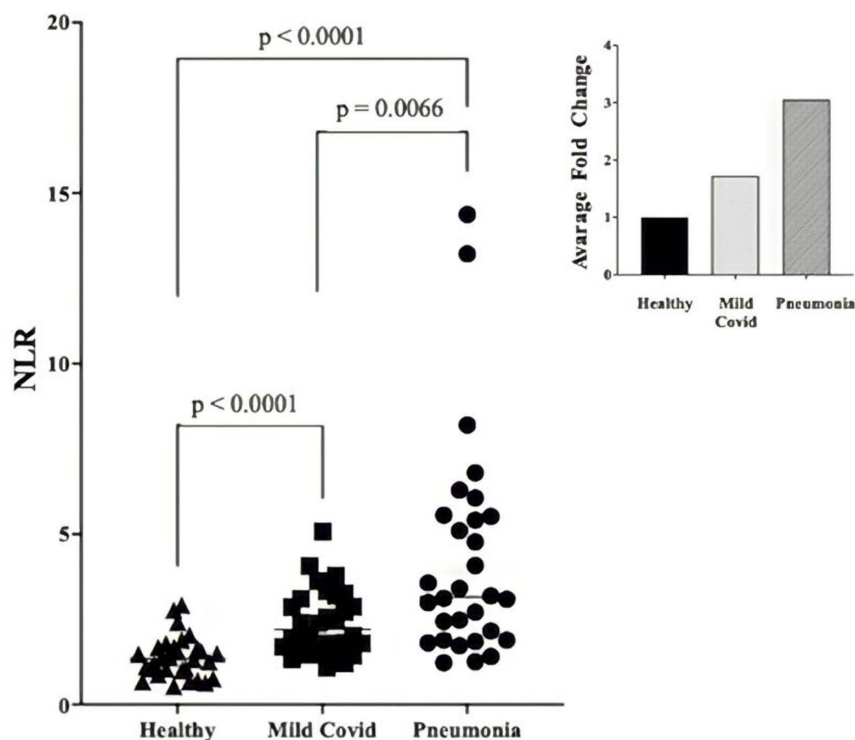 20
p < 0.0001
p = 0.0066
15
NLR
10
p < 0.0001
5
0
Healthy
Mild Covid
Pneumonia
Avarage Fold Change
4
3
2
1
0
Healthy
Mild
Covid
Pneumonia